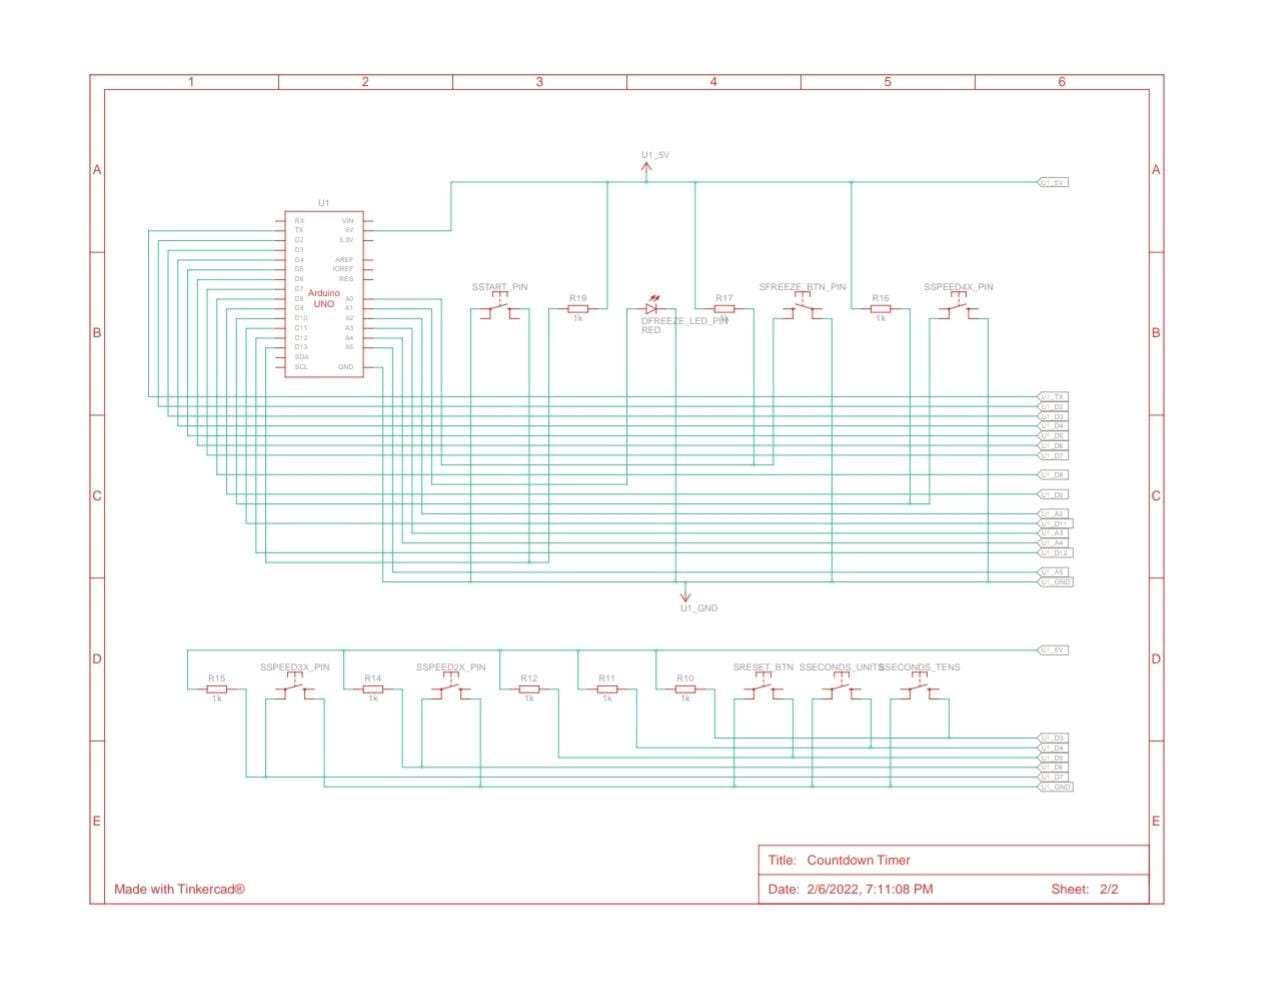 1 2 3 4 5 6
A A
U1_5V
U1_5V
U1
RX VIN
TX 5V
D2 3.3V
D3
D4 AREF
D5 IOREF
D6 RES
D7
Arduino
UNO
D8 A0
D9 A1
D10 A2
D11 A3
D12 A4
D13 A5
SDA
SCL GND
SSTART_PIN
R19
1k
DFREEZE_LED_PIN
RED
R17
1k
SFREEZE_BTN_PIN
R16
1k
SSPEED4X_PIN
B B
U1_TX
U1_D2
U1_D3
U1_D4
U1_D5
U1_D6
U1_D7
U1_D8
C C
U1_A2
U1_D11
U1_A3
U1_A4
U1_D12
U1_A5
U1_GND
U1_GND
D D
U1_5V
R15
1k
SSPEED3X_PIN
R14
1k
SSPEED2X_PIN
R12
1k
R11
1k
R10
1k
SRESET_BTN
SSECONDS_UNITS
SSECONDS_TENS
U1_D3
U1_D4
U1_D5
U1_D6
U1_D7
U1_GND
E E
Title: Countdown Timer
Made with Tinkercad®
Date: 2/6/2022, 7:11:08 PM Sheet: 2/2